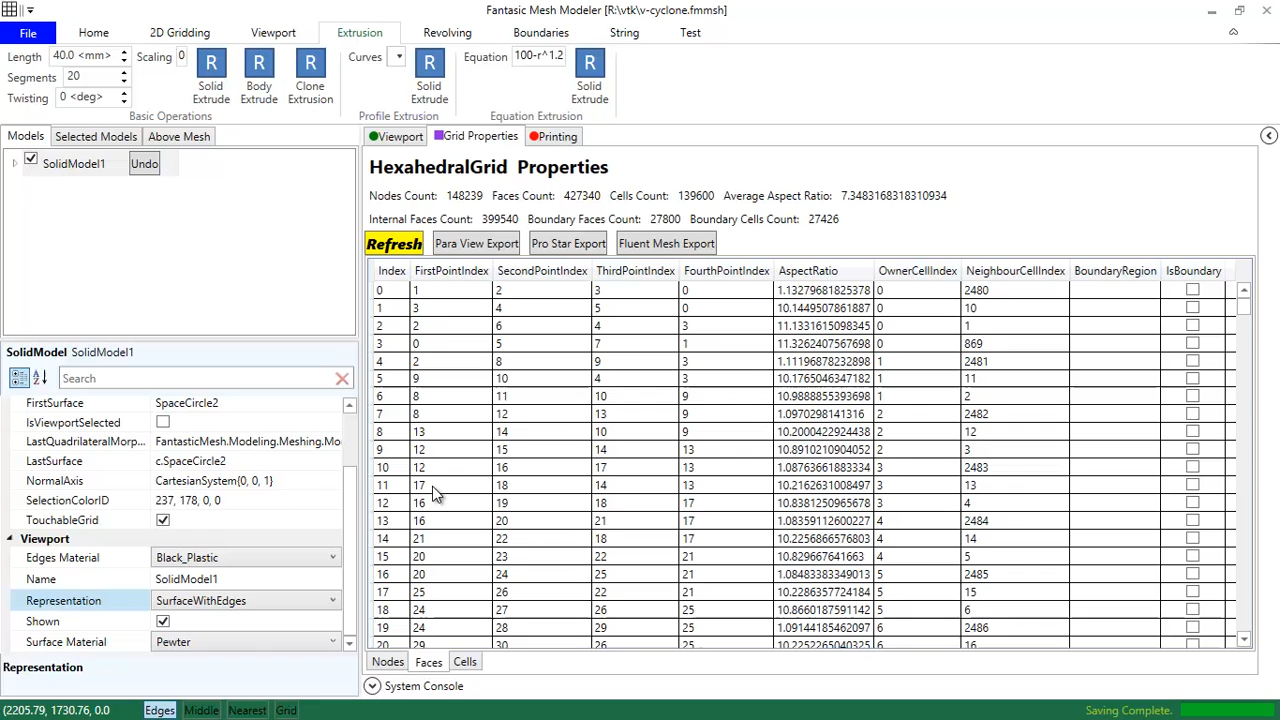 Fantasic Mesh Modeler [R:\vtk\v-cyclone.fmmsh]
File Home 2D Gridding Viewport Extrusion Revolving Boundaries String Test
Length 40.0 <mm> Scaling 0 Curves Equation 100-r^1.2
Segments 20
Twisting 0 <deg>
R Solid Extrude
R Body Extrude
R Clone Extrusion
R Solid Extrude
R Solid Extrude
Basic Operations Profile Extrusion Equation Extrusion
Models Selected Models Above Mesh
SolidModel1 Undo
SolidModel SolidModel1
Search
FirstSurface SpaceCircle2
IsViewportSelected
LastQuadrilateralMorp... FantasticMesh.Modeling.Meshing.Mo
LastSurface c.SpaceCircle2
NormalAxis CartesianSystem{0, 0, 1}
SelectionColorID 237, 178, 0, 0
TouchableGrid
Viewport
Edges Material Black_Plastic
Name SolidModel1
Representation SurfaceWithEdges
Shown
Surface Material Pewter
Representation
Viewport Grid Properties Printing
HexahedralGrid Properties
Nodes Count: 148239 Faces Count: 427340 Cells Count: 139600 Average Aspect Ratio: 7.3483168318310934
Internal Faces Count: 399540 Boundary Faces Count: 27800 Boundary Cells Count: 27426
Refresh Para View Export Pro Star Export Fluent Mesh Export
Index FirstPointIndex SecondPointIndex ThirdPointIndex FourthPointIndex AspectRatio OwnerCellIndex NeighbourCellIndex BoundaryRegion IsBoundary
0 1 2 3 0 1.13279681825378 0 2480
1 3 4 5 0 10.1449507861887 0 10
2 2 6 4 3 11.1331615098345 0 1
3 0 5 7 1 11.3262407567698 0 869
4 2 8 9 3 1.11196878232898 1 2481
5 9 10 4 3 10.1765046347182 1 11
6 8 11 10 9 10.9888855393698 1 2
7 8 12 13 9 1.0970298141316 2 2482
8 13 14 10 9 10.2000422924438 2 12
9 12 15 14 13 10.8910210904052 2 3
10 12 16 17 13 1.08763661883334 3 2483
11 17 18 14 13 10.2162631008497 3 13
12 16 19 18 17 10.8381250965678 3 4
13 16 20 21 17 1.08359112600227 4 2484
14 21 22 18 17 10.2256866576803 4 14
15 20 23 22 21 10.829667641663 4 5
16 20 24 25 21 1.08483383349013 5 2485
17 25 26 22 21 10.2286357724184 5 15
18 24 27 26 25 10.8660187591142 5 6
19 24 28 29 25 1.09144185462097 6 2486
20 29 30 26 25 10.2252265040325 6 16
Nodes Faces Cells
System Console
(2205.79, 1730.76, 0.0 Edges Middle Nearest Grid Saving Complete.